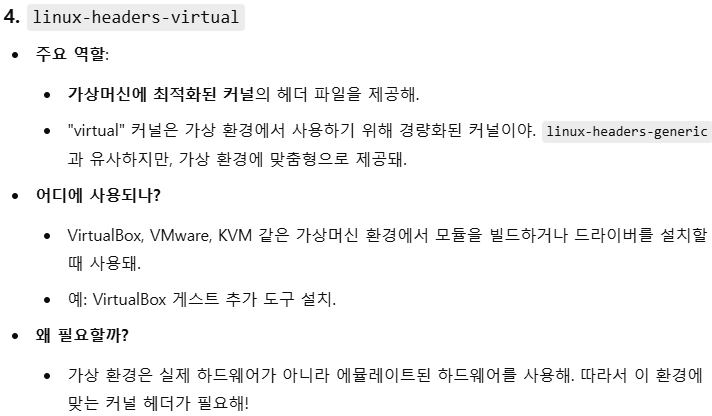 4. linux-headers-virtual
• 주요 역할:
• 가상머신에 최적화된 커널의 헤더 파일을 제공해.
• "virtual" 커널은 가상 환경에서 사용하기 위해 경량화된 커널이야. linux-headers-generic
과 유사하지만, 가상 환경에 맞춤형으로 제공돼.
• 어디에 사용되나?
• VirtualBox, VMware, KVM 같은 가상머신 환경에서 모듈을 빌드하거나 드라이버를 설치할
때 사용돼.
• 예: VirtualBox 게스트 추가 도구 설치.
• 왜 필요할까?
• 가상 환경은 실제 하드웨어가 아니라 에뮬레이트된 하드웨어를 사용해. 따라서 이 환경에
맞는 커널 헤더가 필요해!